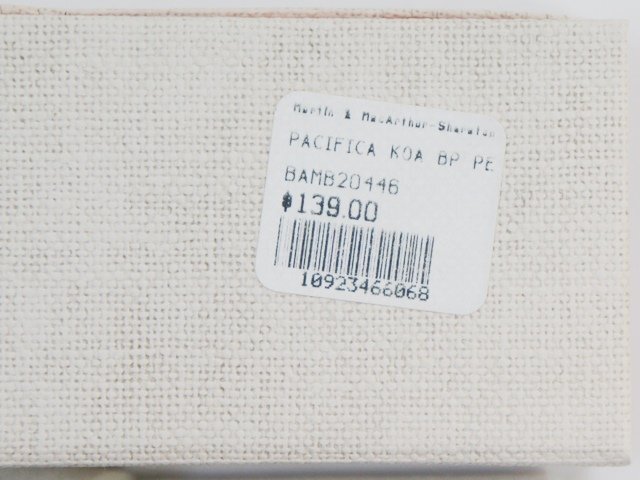 Martin & MacArthur-Sheraton
PACIFICA KOA BP PE
BAMB20446
$139.00
10923466068